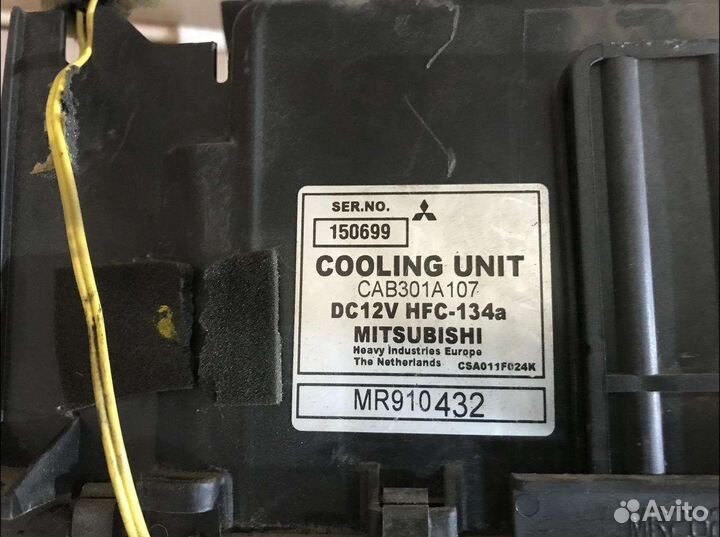 SER.NO.
150699
COOLING UNIT
CAB301A107
DC12V HFC-134a
MITSUBISHI
Heavy Industries Europe
The Netherlands CSA011F024K
MR910432
Avito